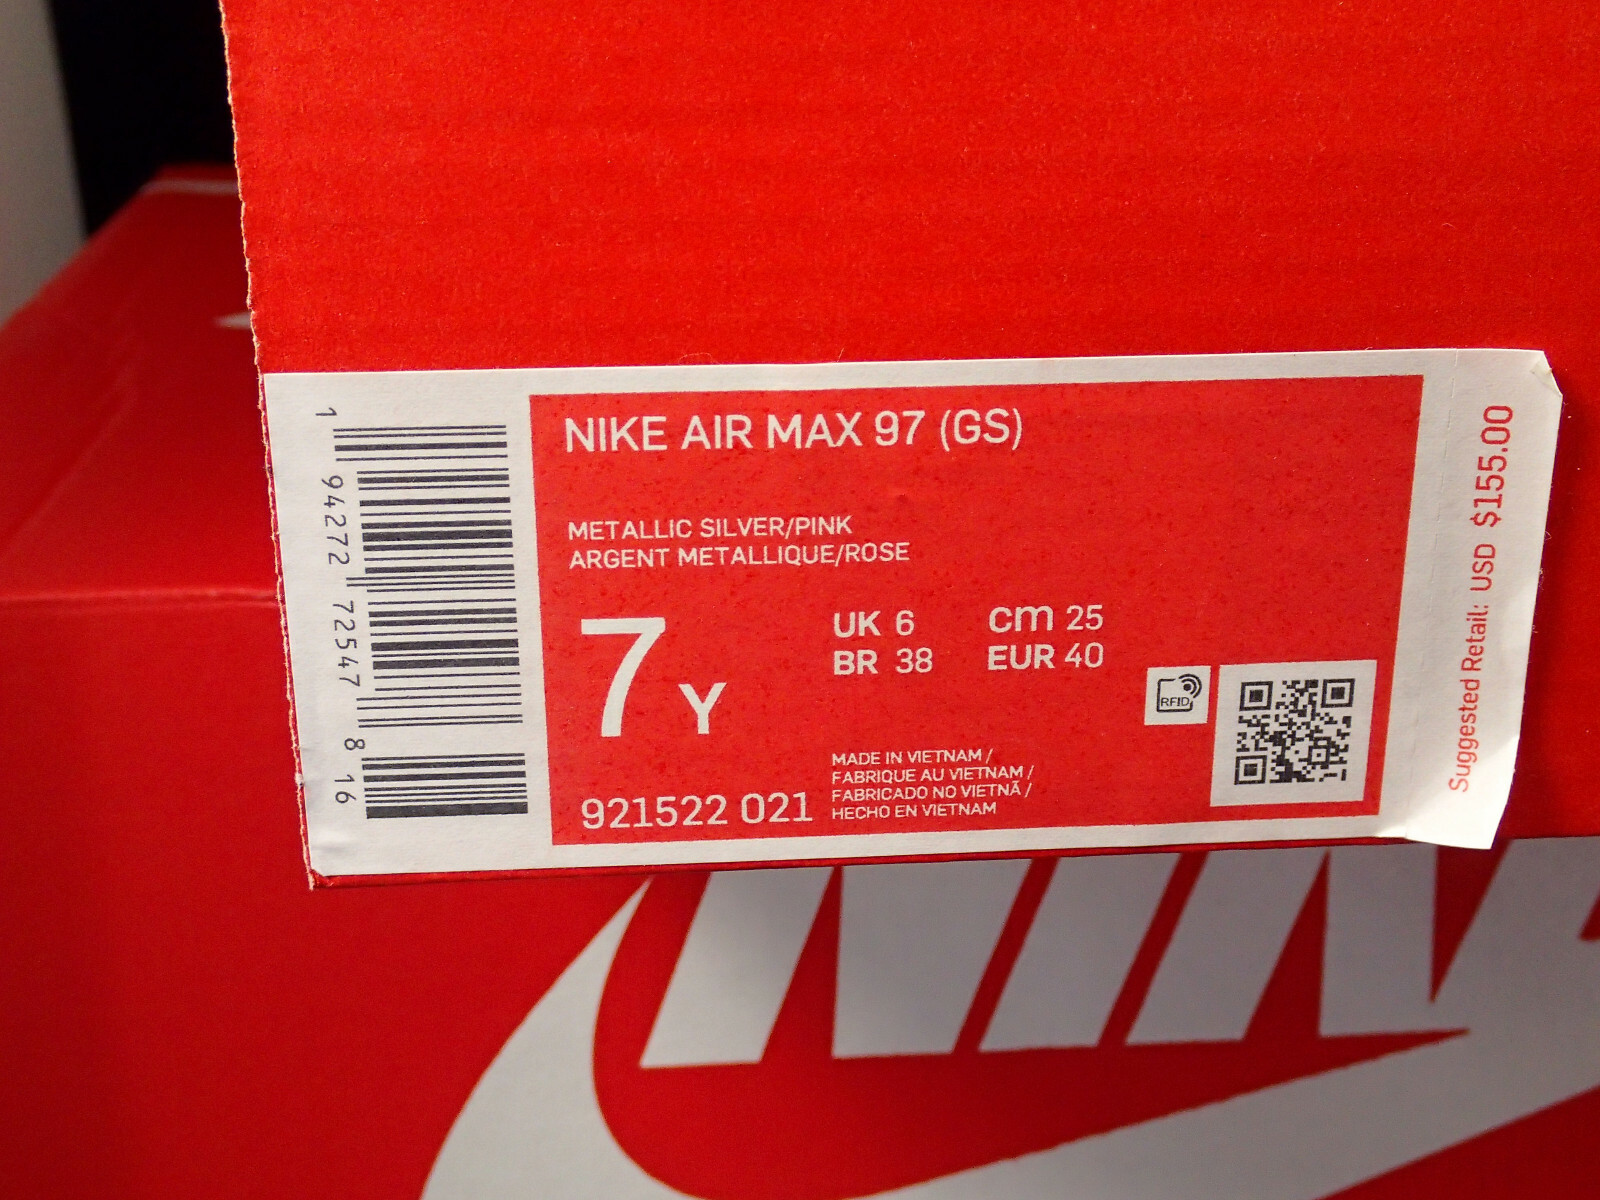 NIKE AIR MAX 97 (GS)
METALLIC SILVER/PINK
ARGENT METALLIQUE/ROSE
7 Y
UK 6
BR 38
cm 25
EUR 40
RFID
921522 021
MADE IN VIETNAM /
FABRIQUE AU VIETNAM /
FABRICADO NO VIETNÃ /
HECHO EN VIETNAM
1 94272 72547 8 16
Suggested Retail: USD $155.00
NIKE